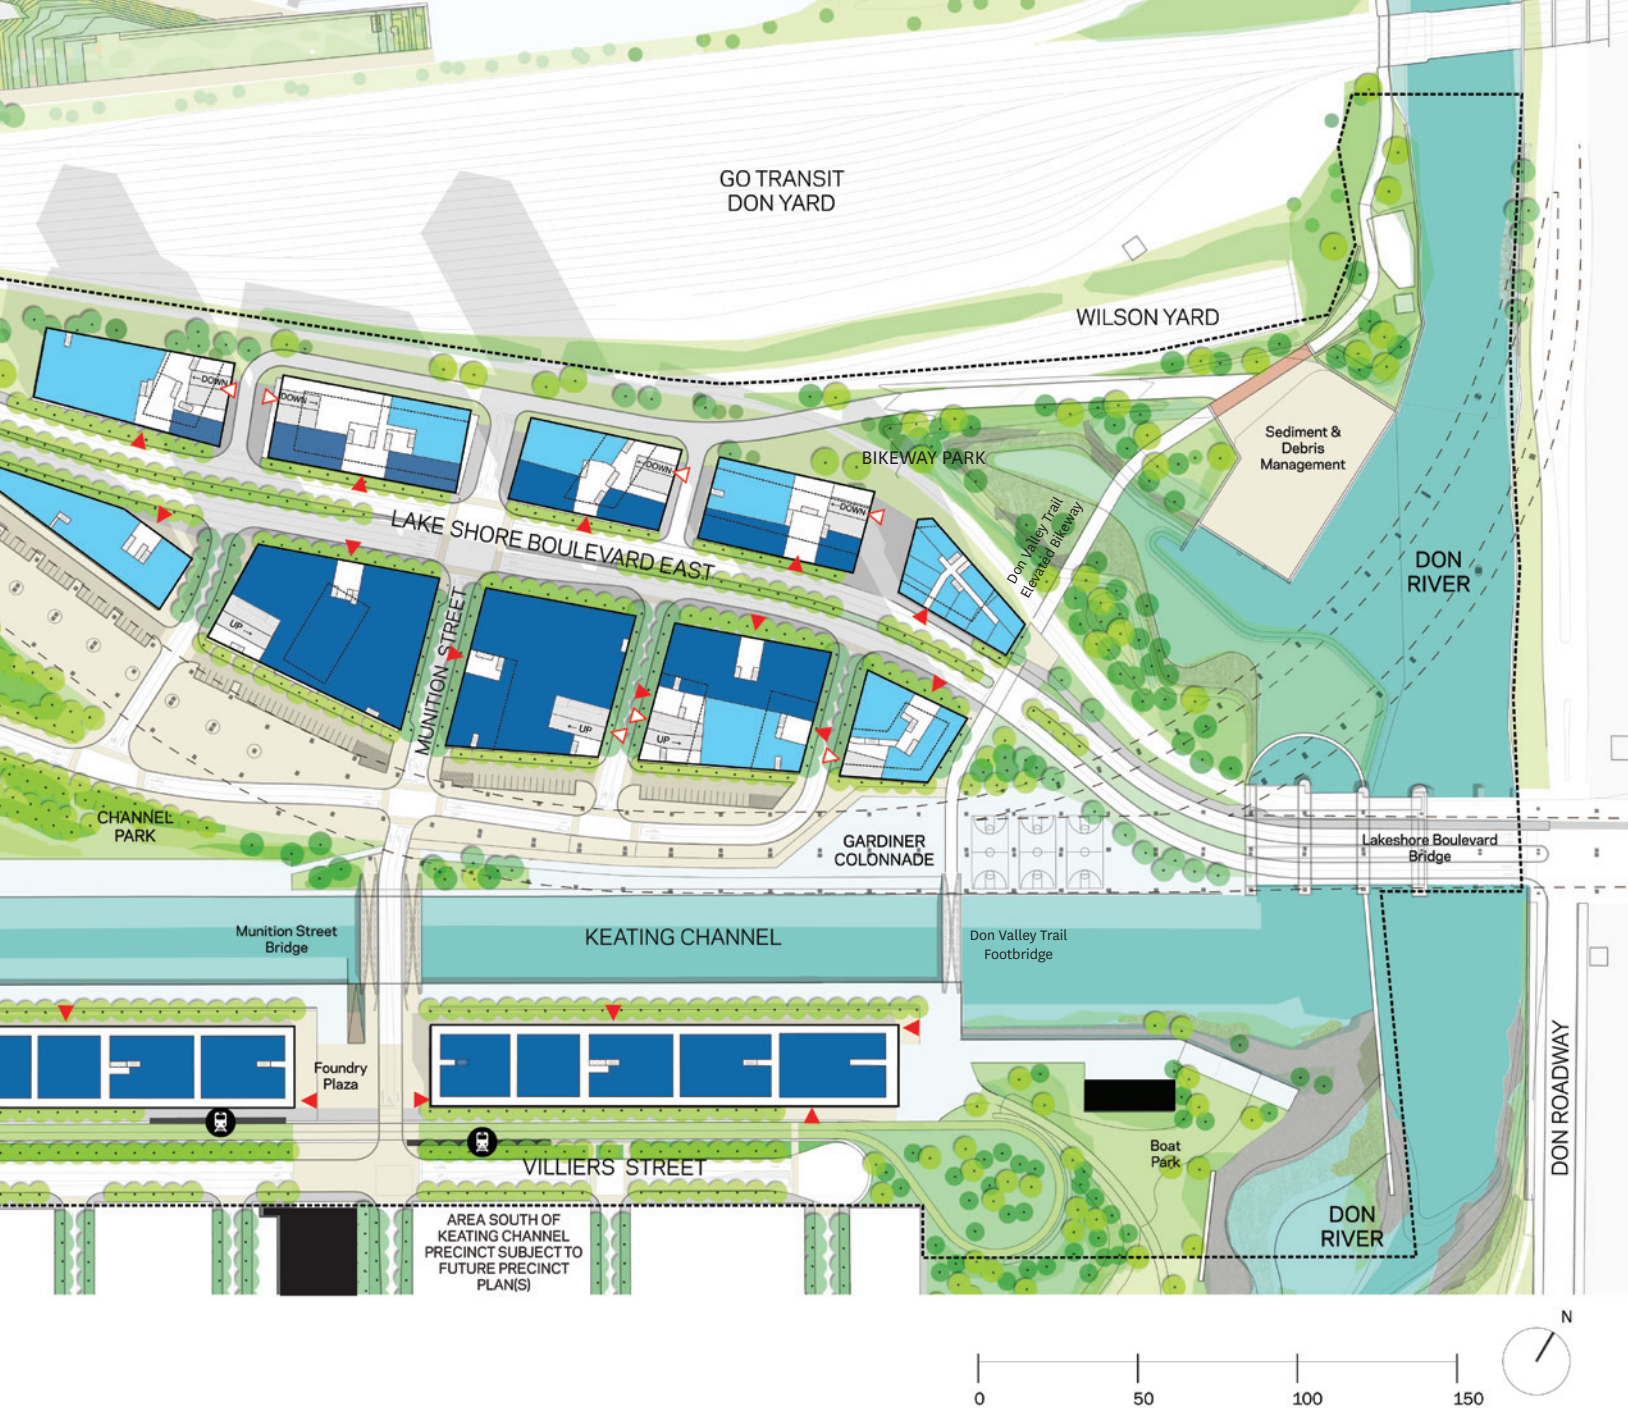 GO TRANSIT
DON YARD
WILSON YARD
←DOWN
DOWN→
←DOWN
←DOWN
BIKEWAY PARK
Sediment &
Debris
Management
Don Valley Trail
Elevated Bikeway
LAKE SHORE BOULEVARD EAST
DON
RIVER
MUNITION STREET
UP→
←UP
UP→
CHANNEL
PARK
GARDINER
COLONNADE
Lakeshore Boulevard
Bridge
Munition Street
Bridge
KEATING CHANNEL
Don Valley Trail
Footbridge
Foundry
Plaza
DON ROADWAY
Boat
Park
VILLIERS STREET
AREA SOUTH OF
KEATING CHANNEL
PRECINCT SUBJECT TO
FUTURE PRECINCT
PLAN(S)
DON
RIVER
N
0 50 100 150